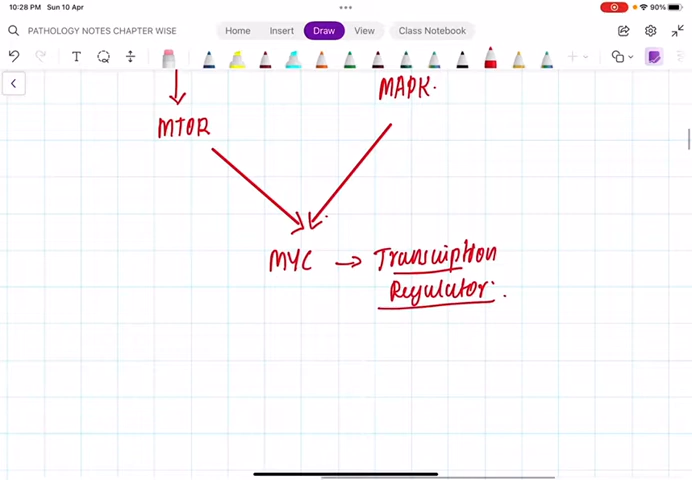 10:28 PM Sun 10 Apr
90%
PATHOLOGY NOTES CHAPTER WISE
Home Insert Draw View Class Notebook
T
MAPK.
MTOR
MYC → Transcription
Regulator.